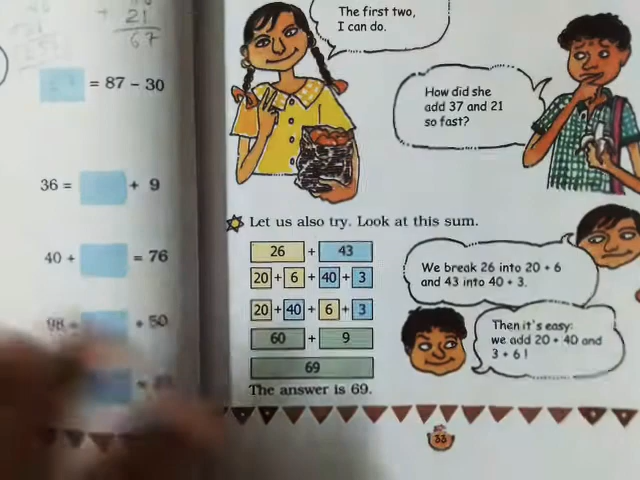 21
67
= 87 – 30
36 = + 9
40 + = 76
98 = + 50
The first two,
I can do.
How did she
add 37 and 21
so fast?
Let us also try. Look at this sum.
26 + 43
20 + 6 + 40 + 3
20 + 40 + 6 + 3
60 + 9
69
The answer is 69.
We break 26 into 20 + 6
and 43 into 40 + 3.
Then it's easy:
we add 20 + 40 and
3 + 6 !
33